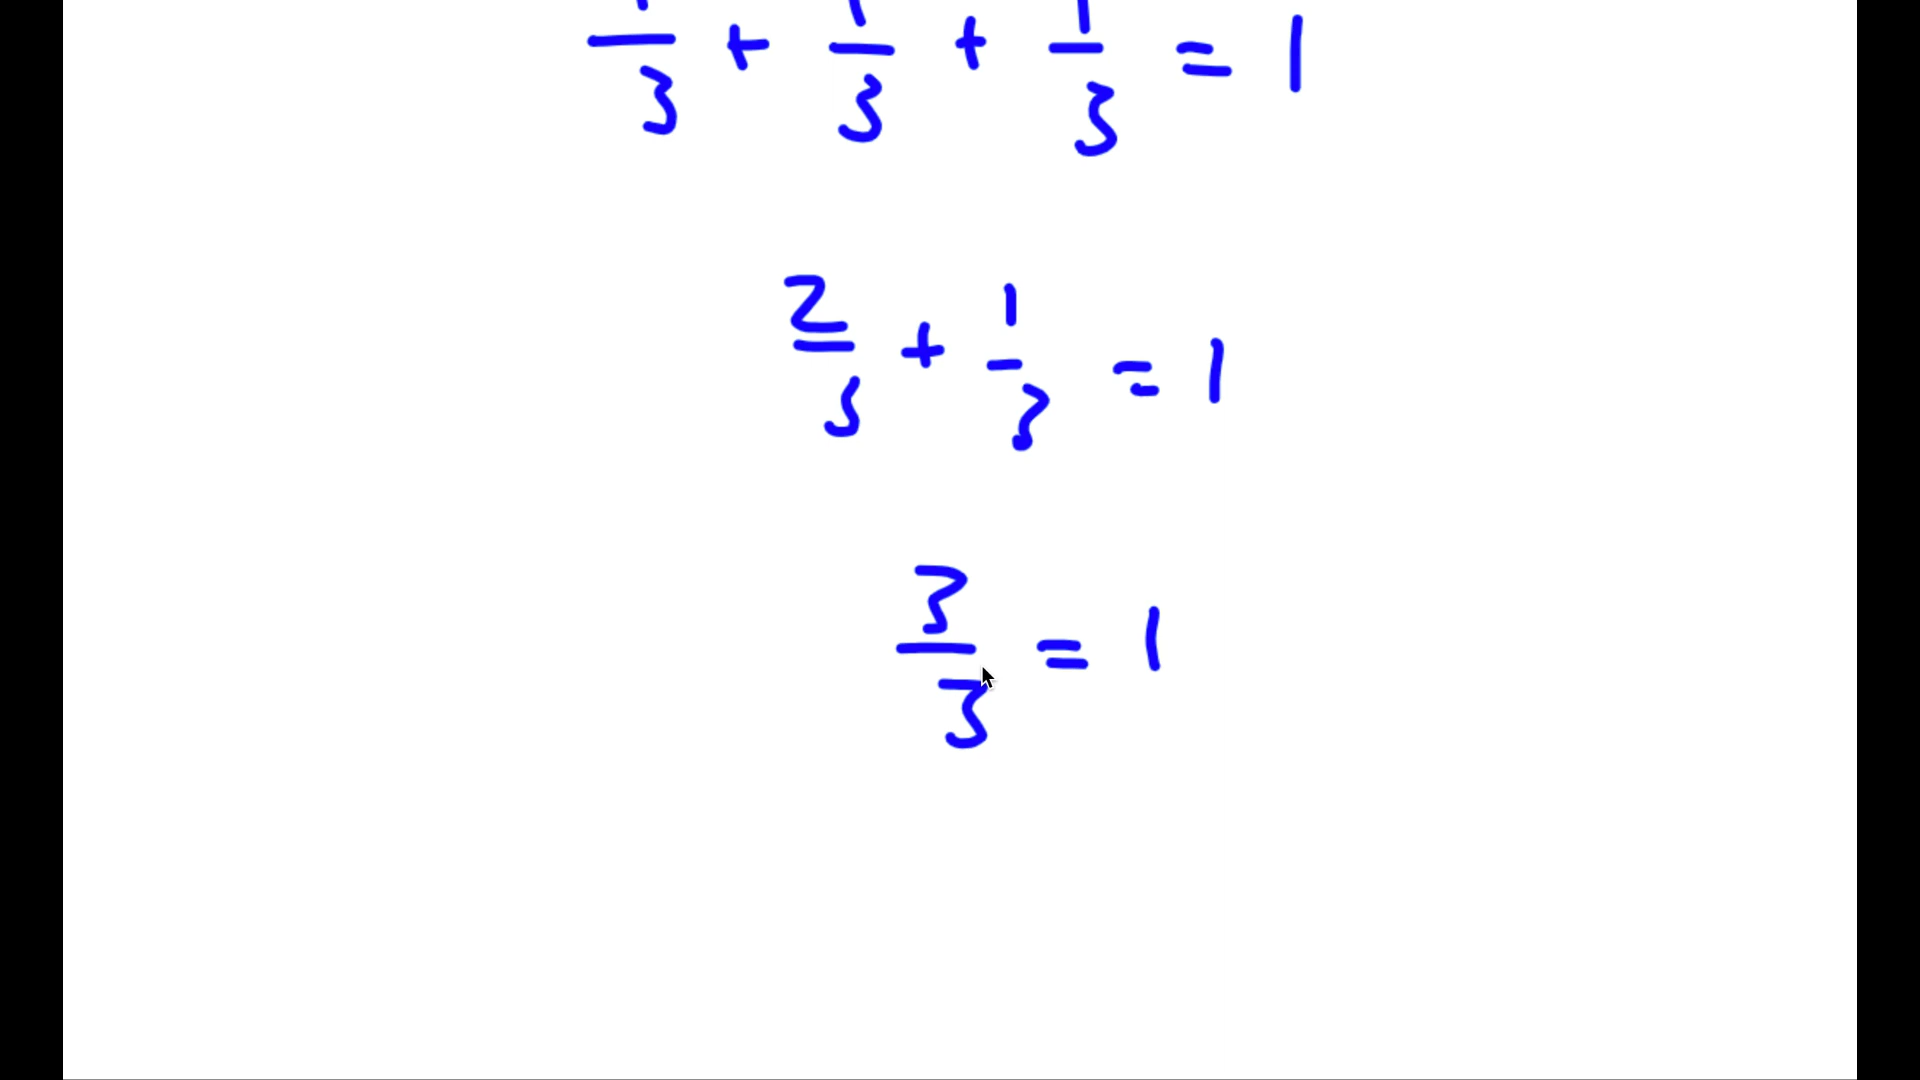 1/3 + 1/3 + 1/3 = 1
2/3 + 1/3 = 1
3/3 = 1